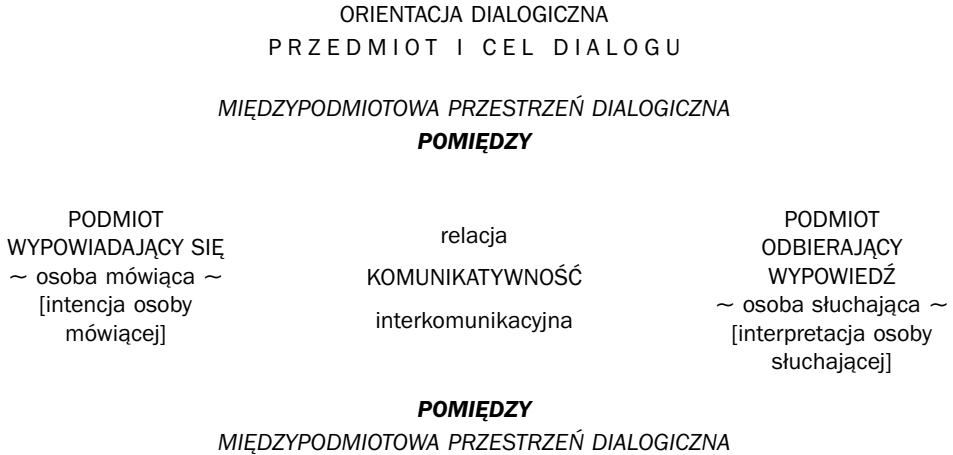 ORIENTACJA DIALOGICZNA
PRZEDMIOT I CEL DIALOGU
MIĘDZYPODMIOTOWA PRZESTRZEŃ DIALOGICZNA
POMIĘDZY
PODMIOT
WYPOWIADAJĄCY SIĘ
~ osoba mówiąca ~
[intencja osoby
mówiącej]
relacja
KOMUNIKATYWNOŚĆ
interkomunikacyjna
PODMIOT
ODBIERAJĄCY
WYPOWIEDŹ
~ osoba słuchająca ~
[interpretacja osoby
słuchającej]
POMIĘDZY
MIĘDZYPODMIOTOWA PRZESTRZEŃ DIALOGICZNA